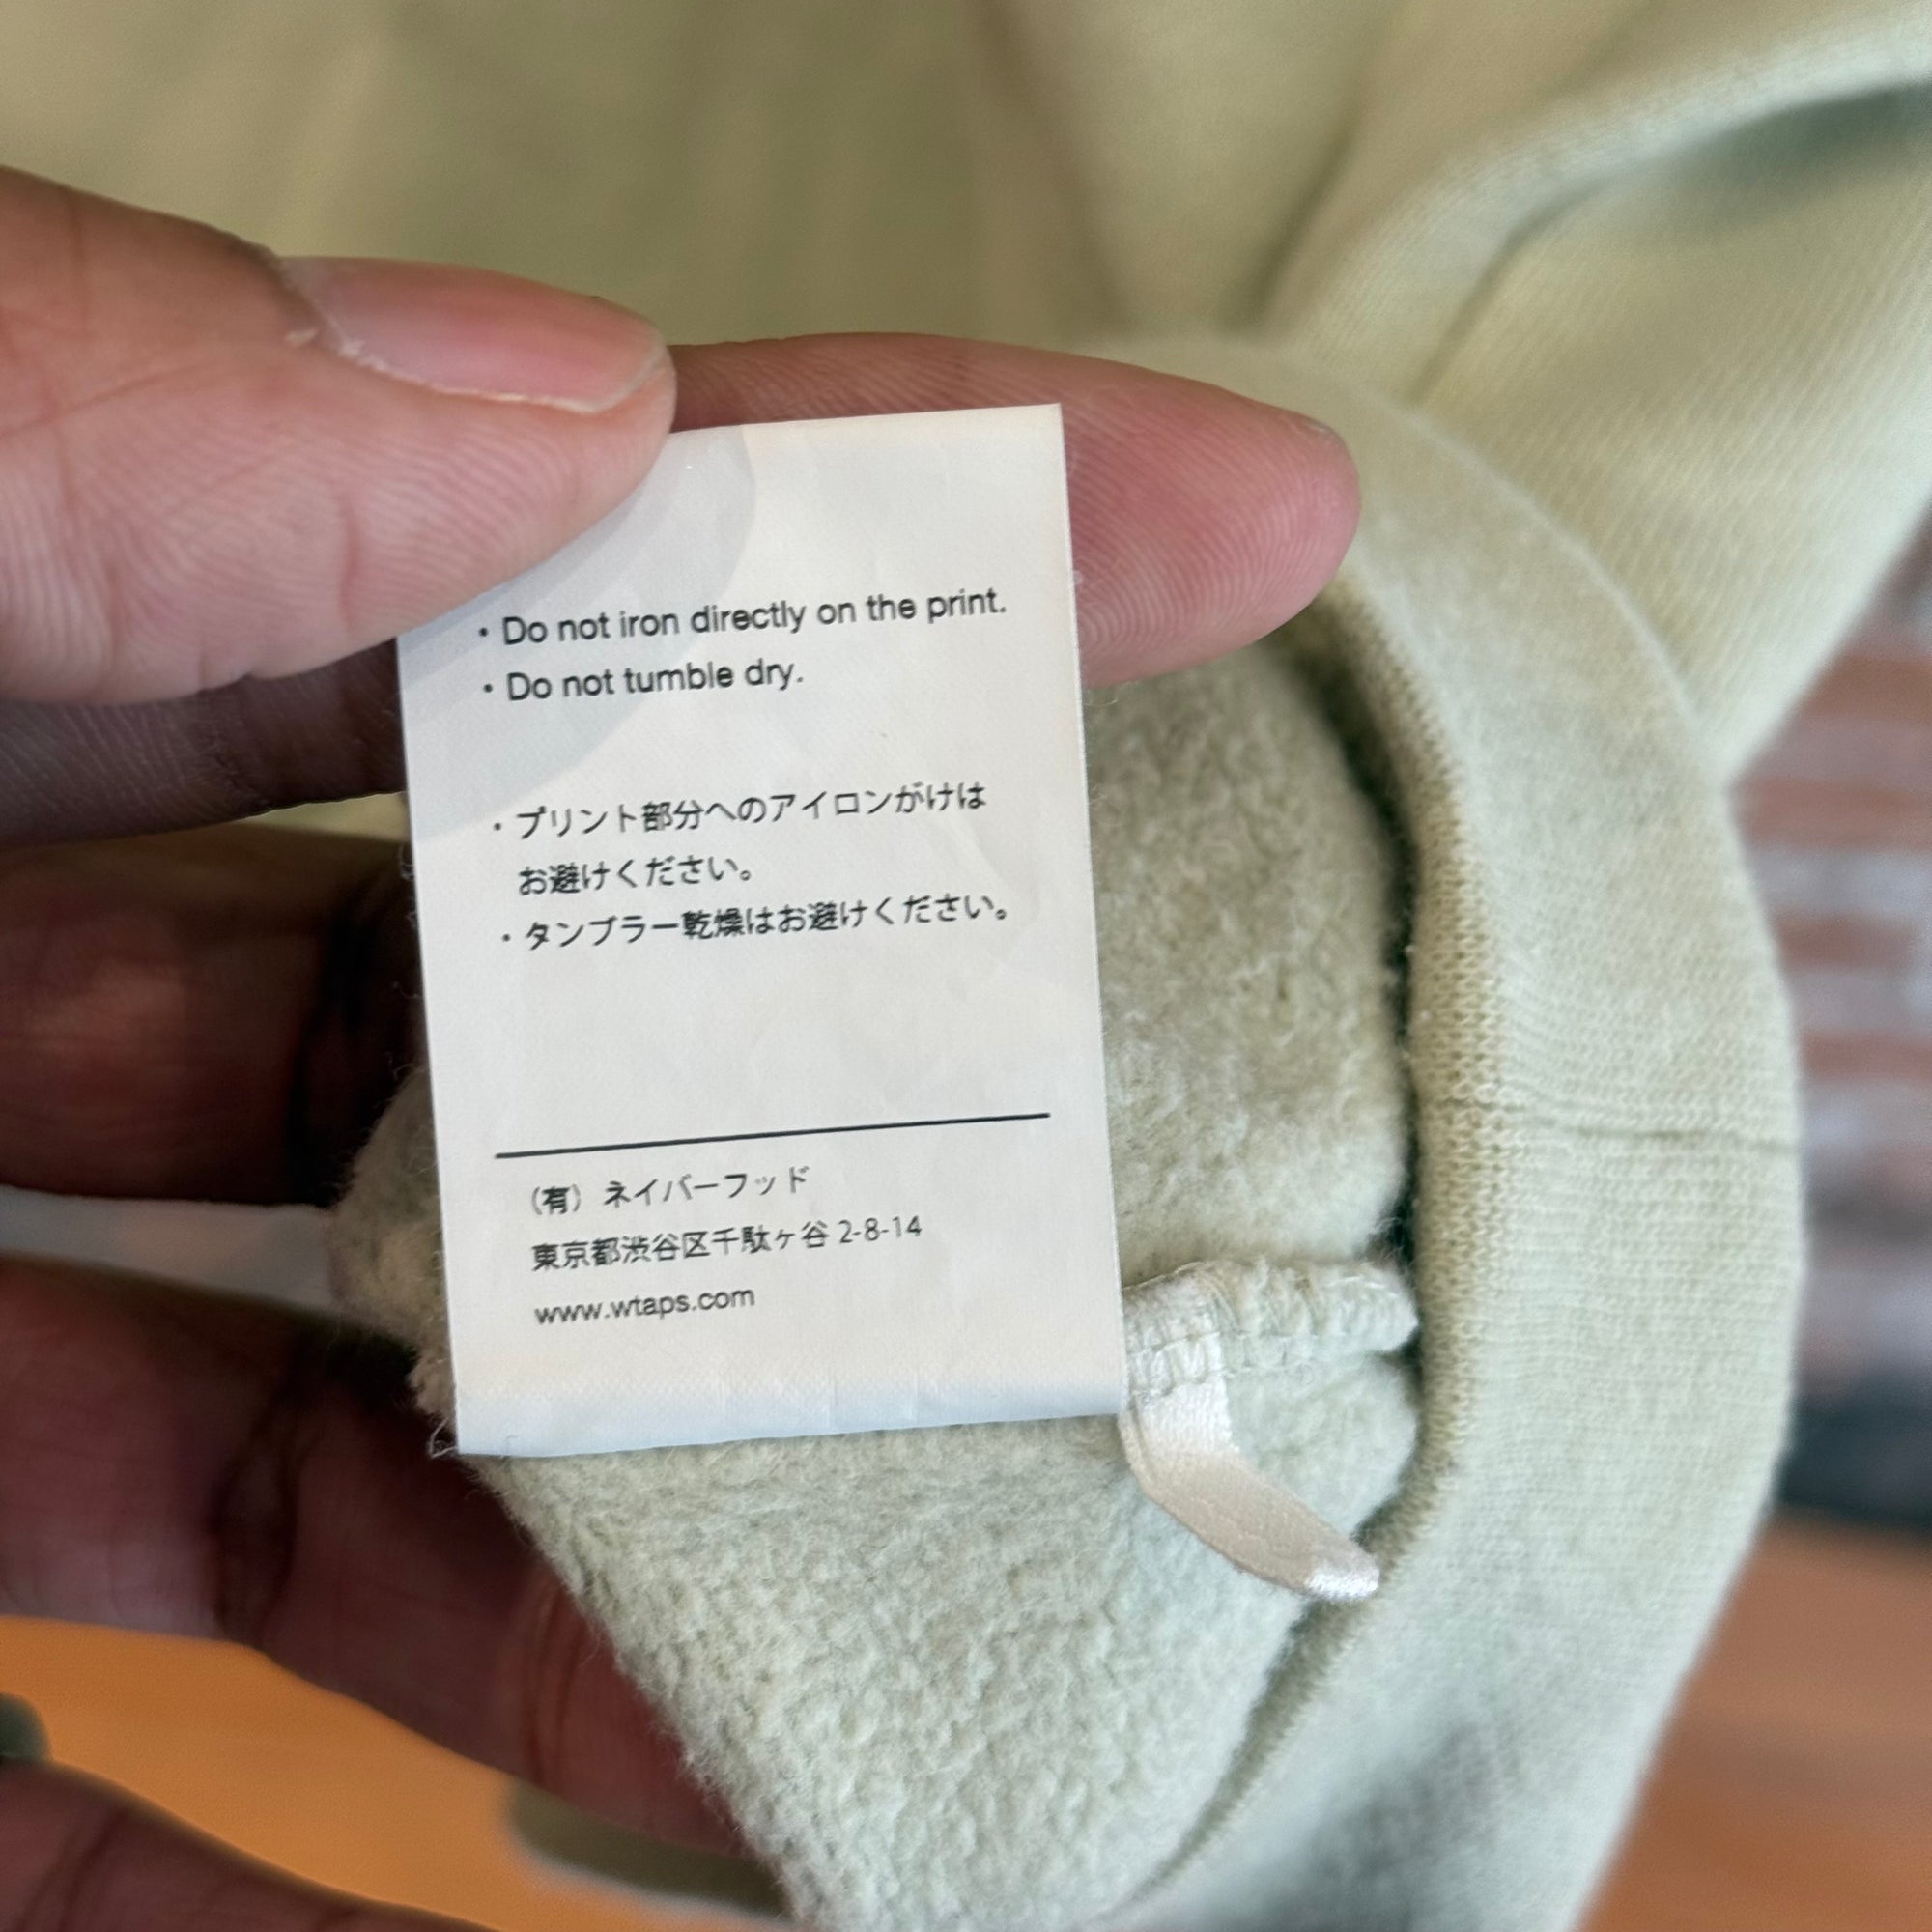 ・Do not iron directly on the print.
・Do not tumble dry.
・プリント部分へのアイロンがけは
お避けください。
・タンブラー乾燥はお避けください。
（有）ネイバーフッド
東京都渋谷区千駄ヶ谷 2-8-14
www.wtaps.com